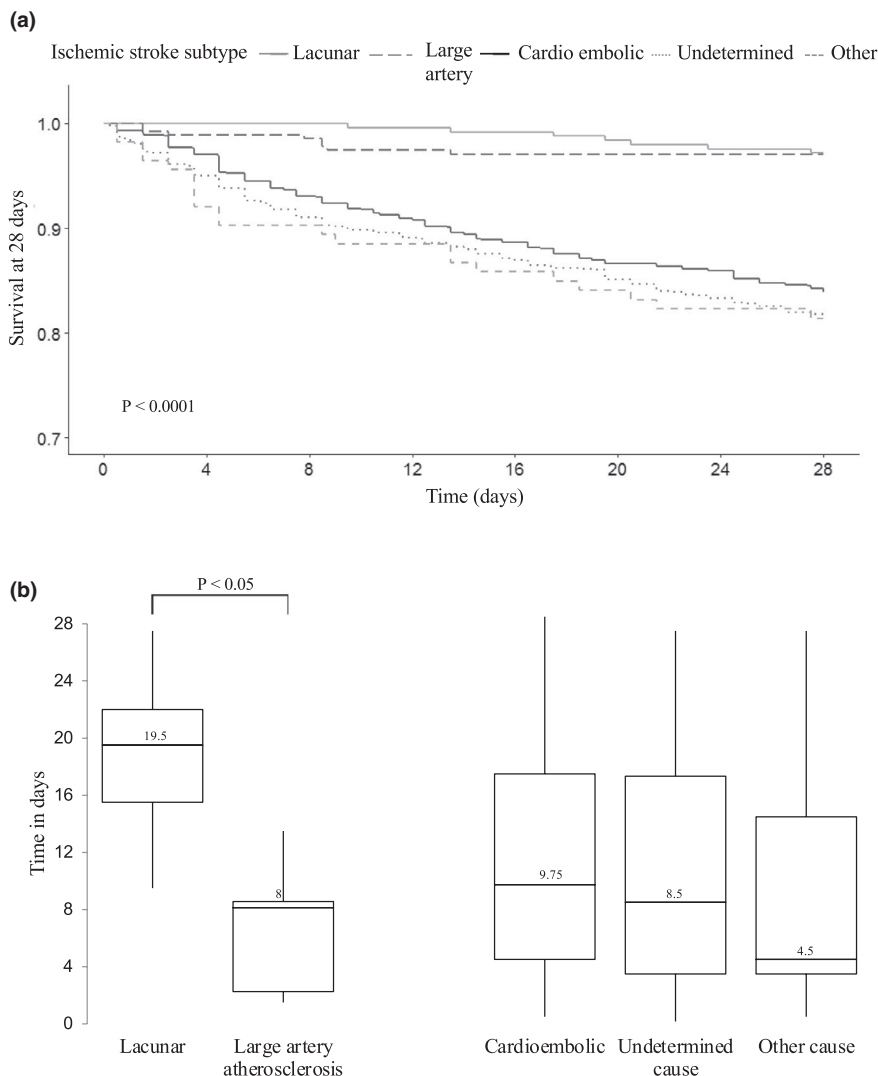 (a)
Ischemic stroke subtype Lacunar Large artery Cardio embolic Undetermined Other
Survival at 28 days
1.0
0.9
0.8
0.7
P < 0.0001
0 4 8 12 16 20 24 28
Time (days)
(b)
P < 0.05
Time in days
28
24
20
16
12
8
4
0
19.5
8
9.75
8.5
4.5
Lacunar Large artery Cardioembolic Undetermined Other cause
atherosclerosis cause